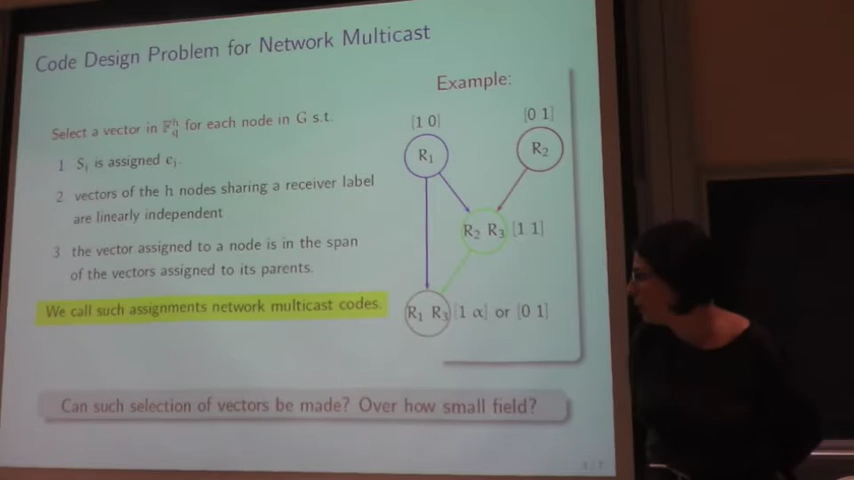 Code Design Problem for Network Multicast
Select a vector in 𝔽ʰq for each node in G s.t.
1 Sᵢ is assigned eᵢ.
2 vectors of the h nodes sharing a receiver label
are linearly independent
3 the vector assigned to a node is in the span
of the vectors assigned to its parents.
We call such assignments network multicast codes.
Example:
[1 0]
[0 1]
R₁
R₂
R₂ R₃ [1 1]
R₁ R₃ [1 α] or [0 1]
Can such selection of vectors be made? Over how small field?